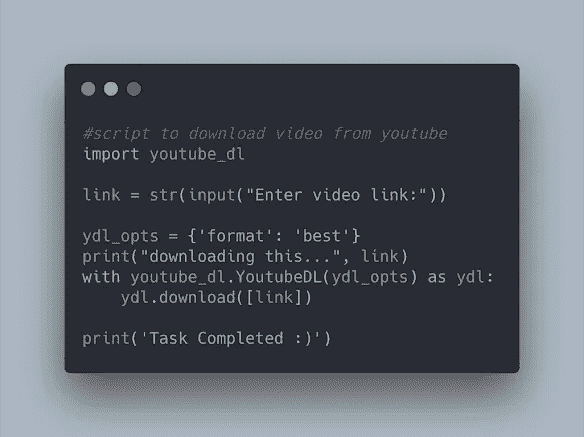 #script to download video from youtube
import youtube_dl
link = str(input("Enter video link:"))
ydl_opts = {'format': 'best'}
print("downloading this...", link)
with youtube_dl.YoutubeDL(ydl_opts) as ydl:
    ydl.download([link])
print('Task Completed :)')